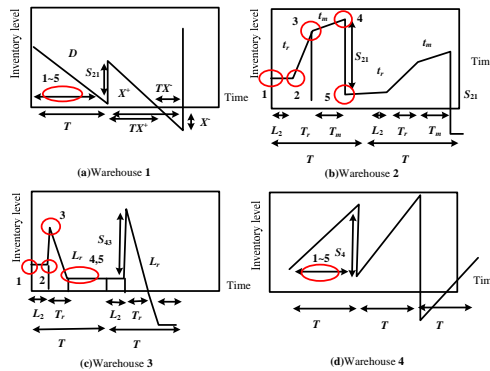 Inventory level
D
S21
1~5
X+
TX-
TX+
X-
Time
T
(a)Warehouse 1
Inventory level
3
4
tr
tm
S21
tr
tm
1
2
5
Time
S21
L2
Tr
Tm
L2
Tr
Tm
T
T
(b)Warehouse 2
Inventory level
3
Lr
4,5
S43
Lr
1
2
Time
L2
Tr
L2
Tr
T
T
(c)Warehouse 3
Inventory level
S4
1~5
Time
T
T
T
(d)Warehouse 4